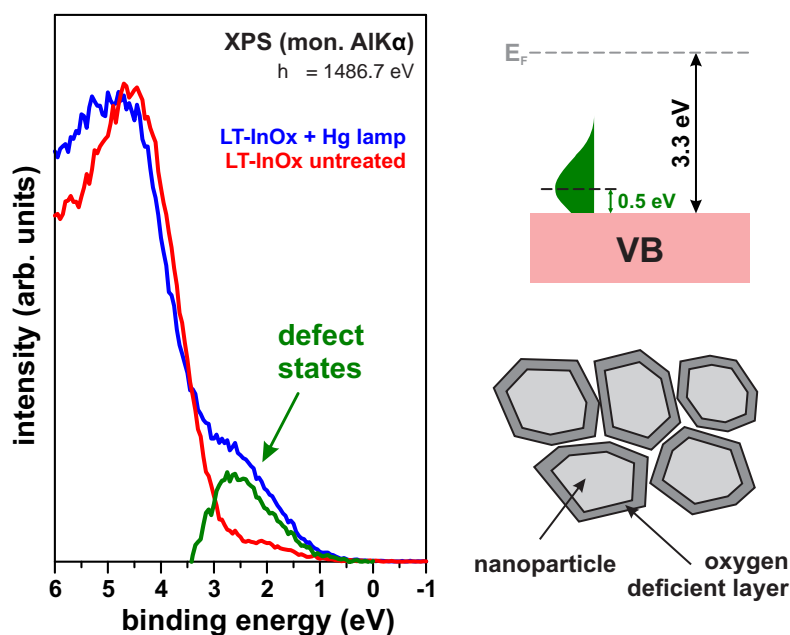 XPS (mon. AlKα)
h = 1486.7 eV
LT-InOx + Hg lamp
LT-InOx untreated
defect
states
intensity (arb. units)
6 5 4 3 2 1 0 -1
binding energy (eV)
EF
3.3 eV
0.5 eV
VB
nanoparticle
oxygen
deficient layer